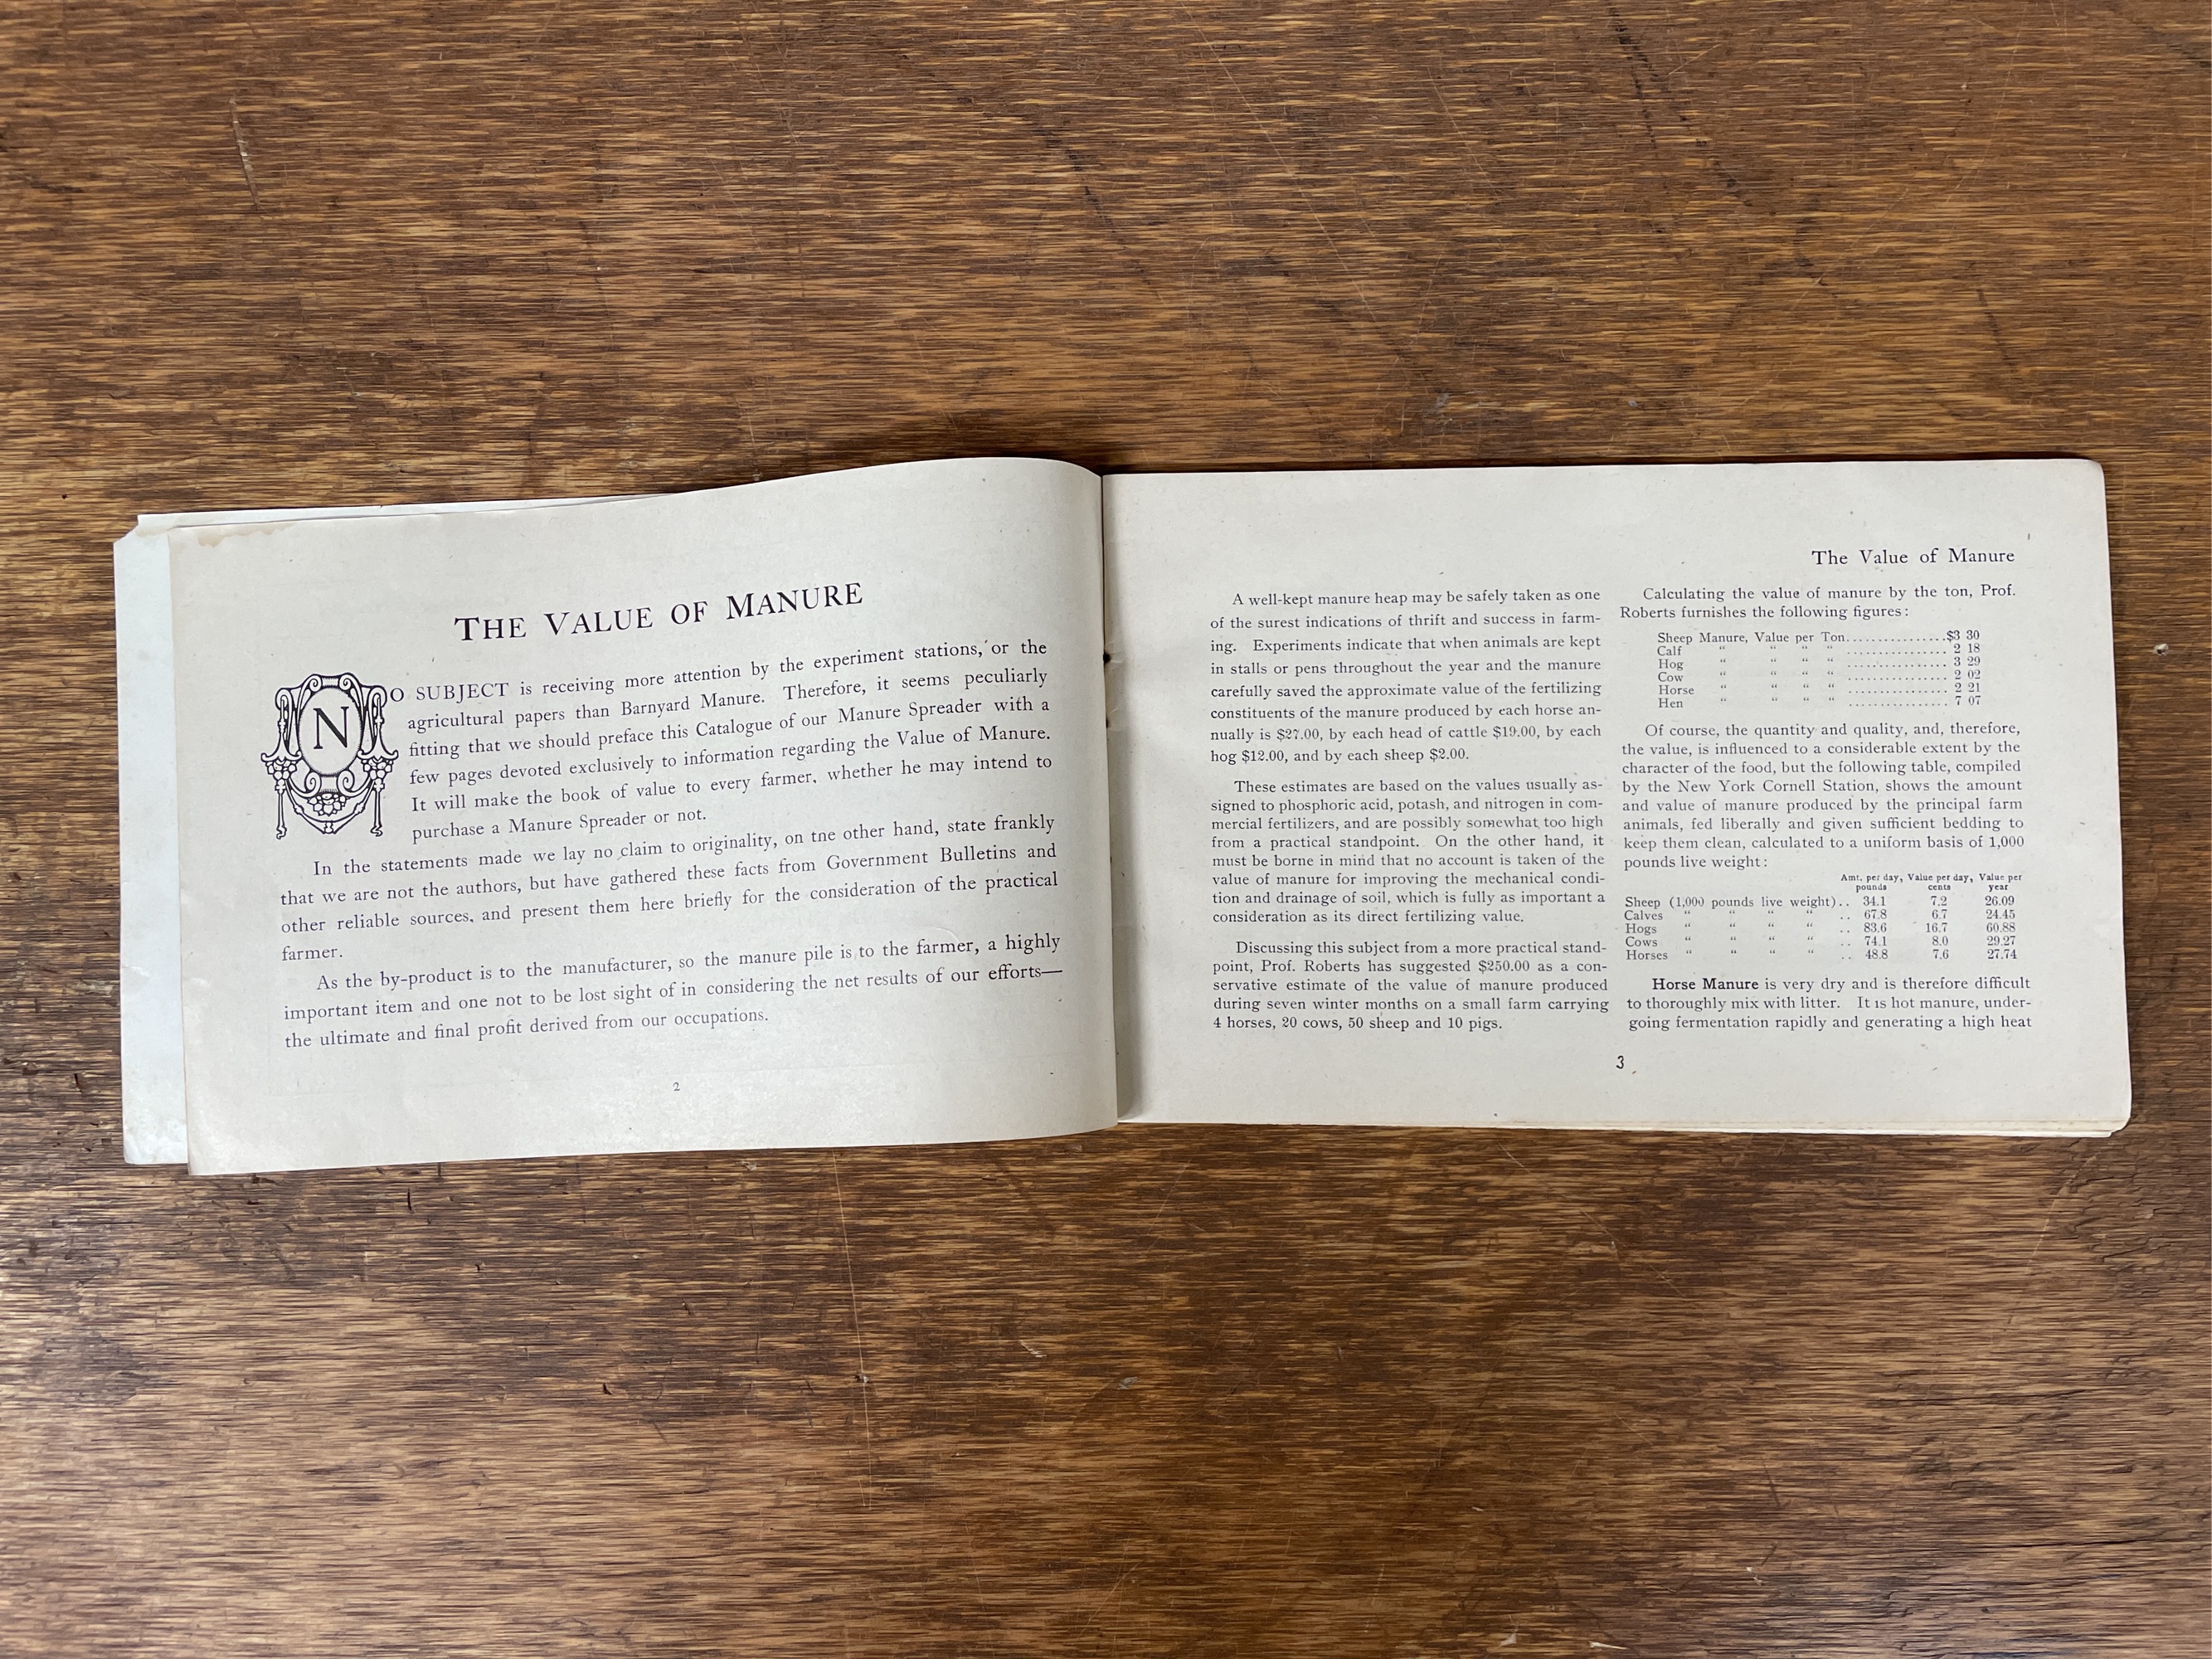 THE VALUE OF MANURE
NO SUBJECT is receiving more attention by the experiment stations, or the
agricultural papers than Barnyard Manure. Therefore, it seems peculiarly
fitting that we should preface this Catalogue of our Manure Spreader with a
few pages devoted exclusively to information regarding the Value of Manure.
It will make the book of value to every farmer, whether he may intend to
purchase a Manure Spreader or not.
In the statements made we lay no claim to originality, on tne other hand, state frankly
that we are not the authors, but have gathered these facts from Government Bulletins and
other reliable sources, and present them here briefly for the consideration of the practical
farmer.
As the by-product is to the manufacturer, so the manure pile is to the farmer, a highly
important item and one not to be lost sight of in considering the net results of our efforts—
the ultimate and final profit derived from our occupations.
2
The Value of Manure
A well-kept manure heap may be safely taken as one
of the surest indications of thrift and success in farm-
ing. Experiments indicate that when animals are kept
in stalls or pens throughout the year and the manure
carefully saved the approximate value of the fertilizing
constituents of the manure produced by each horse an-
nually is $27.00, by each head of cattle $19.00, by each
hog $12.00, and by each sheep $2.00.
These estimates are based on the values usually as-
signed to phosphoric acid, potash, and nitrogen in com-
mercial fertilizers, and are possibly somewhat too high
from a practical standpoint. On the other hand, it
must be borne in mind that no account is taken of the
value of manure for improving the mechanical condi-
tion and drainage of soil, which is fully as important a
consideration as its direct fertilizing value.
Discussing this subject from a more practical stand-
point, Prof. Roberts has suggested $250.00 as a con-
servative estimate of the value of manure produced
during seven winter months on a small farm carrying
4 horses, 20 cows, 50 sheep and 10 pigs.
Calculating the value of manure by the ton, Prof.
Roberts furnishes the following figures:
Sheep Manure, Value per Ton................$3 30
Calf " " " " ................ 2 18
Hog " " " " ................ 3 29
Cow " " " " ................ 2 02
Horse " " " " ................ 2 21
Hen " " " " ................ 7 07
Of course, the quantity and quality, and, therefore,
the value, is influenced to a considerable extent by the
character of the food, but the following table, compiled
by the New York Cornell Station, shows the amount
and value of manure produced by the principal farm
animals, fed liberally and given sufficient bedding to
keep them clean, calculated to a uniform basis of 1,000
pounds live weight:
Amt. per day, Value per day, Value per
pounds cents year
Sheep (1,000 pounds live weight).. 34.1 7.2 26.09
Calves " " " " .. 67.8 6.7 24.45
Hogs " " " " .. 83.6 16.7 60.88
Cows " " " " .. 74.1 8.0 29.27
Horses " " " " .. 48.8 7.6 27.74
Horse Manure is very dry and is therefore difficult
to thoroughly mix with litter. It is hot manure, under-
going fermentation rapidly and generating a high heat
3